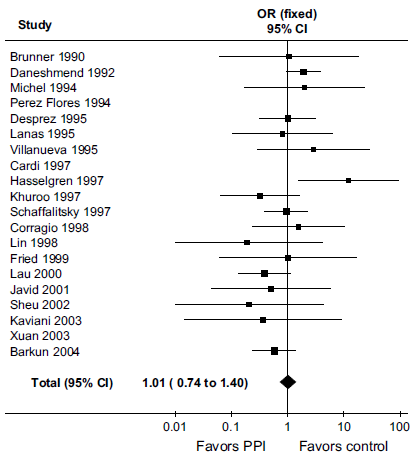 OR (fixed)
Study 95% CI
Brunner 1990
Daneshmend 1992
Michel 1994
Perez Flores 1994
Desprez 1995
Lanas 1995
Villanueva 1995
Cardi 1997
Hasselgren 1997
Khuroo 1997
Schaffalitsky 1997
Corragio 1998
Lin 1998
Fried 1999
Lau 2000
Javid 2001
Sheu 2002
Kaviani 2003
Xuan 2003
Barkun 2004
Total (95% CI) 1.01 ( 0.74 to 1.40)
0.01 0.1 1 10 100
Favors PPI Favors control